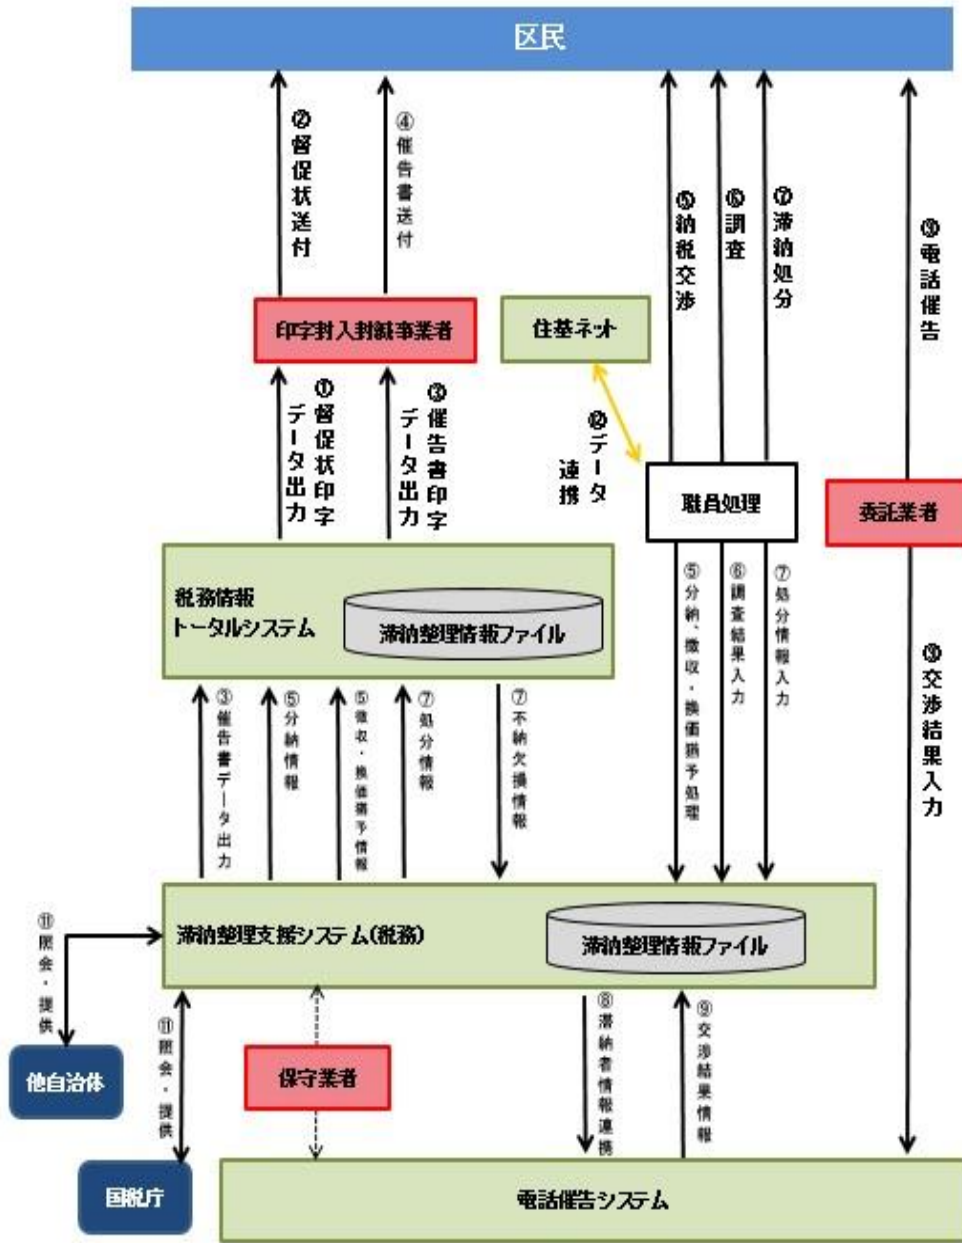 区民
②督促状送付
④催告書送付
⑤納税交渉
⑥調査
⑦滞納処分
⑨電話催告
印字封入封緘事業者
住基ネット
①督促状印字
データ出力
③催告書印字
データ出力
⑫データ
連携
職員処理
委託業者
税務情報
トータルシステム
滞納整理情報ファイル
⑤分納、徴収・換価猶予処理
⑥調査結果入力
⑦処分情報入力
⑨交渉結果入力
③催告書データ出力
⑤分納情報
⑤徴収・換価猶予情報
⑦処分情報
⑦不納欠損情報
滞納整理支援システム(税務)
滞納整理情報ファイル
⑪照会・提供
⑪照会・提供
⑧滞納者情報連携
⑨交渉結果情報
他自治体
保守業者
国税庁
電話催告システム